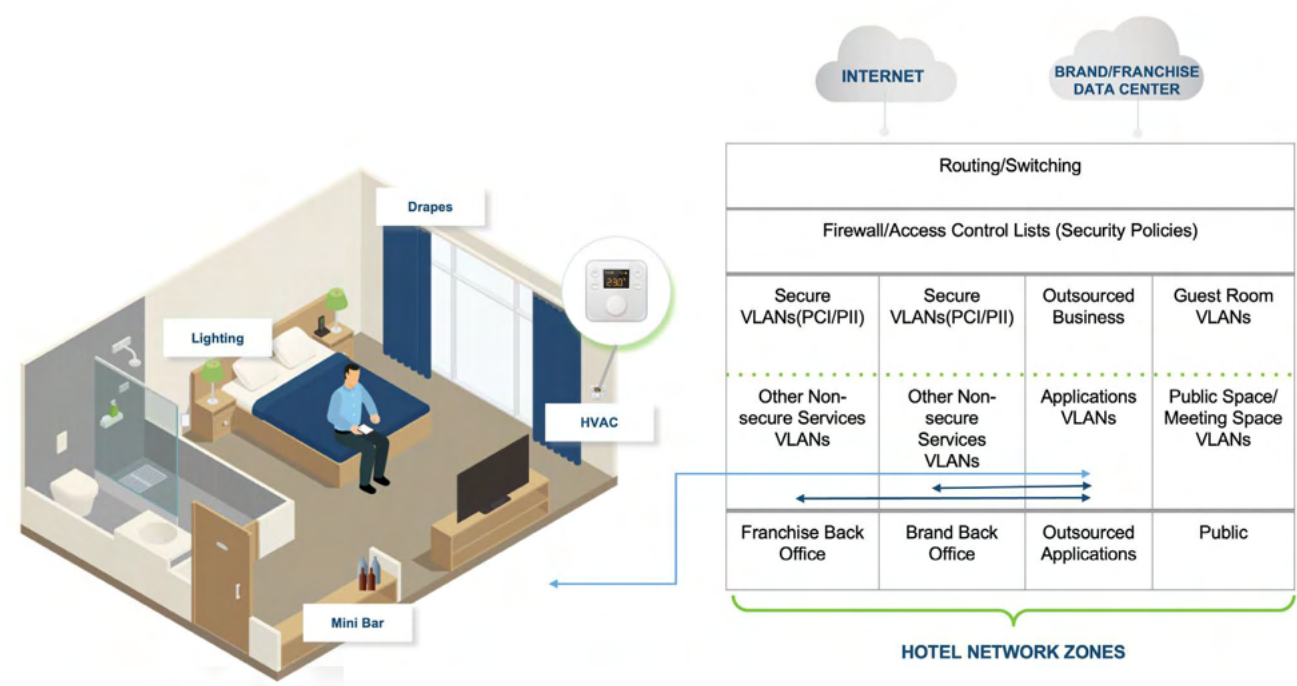 INTERNET
BRAND/FRANCHISE
DATA CENTER
Routing/Switching
Firewall/Access Control Lists (Security Policies)
Secure
VLANs(PCI/PII)
Secure
VLANs(PCI/PII)
Outsourced
Business
Guest Room
VLANs
Other Non-
secure Services
VLANs
Other Non-
secure
Services
VLANs
Applications
VLANs
Public Space/
Meeting Space
VLANs
Franchise Back
Office
Brand Back
Office
Outsourced
Applications
Public
HOTEL NETWORK ZONES
Drapes
23.0°
Lighting
HVAC
Mini Bar